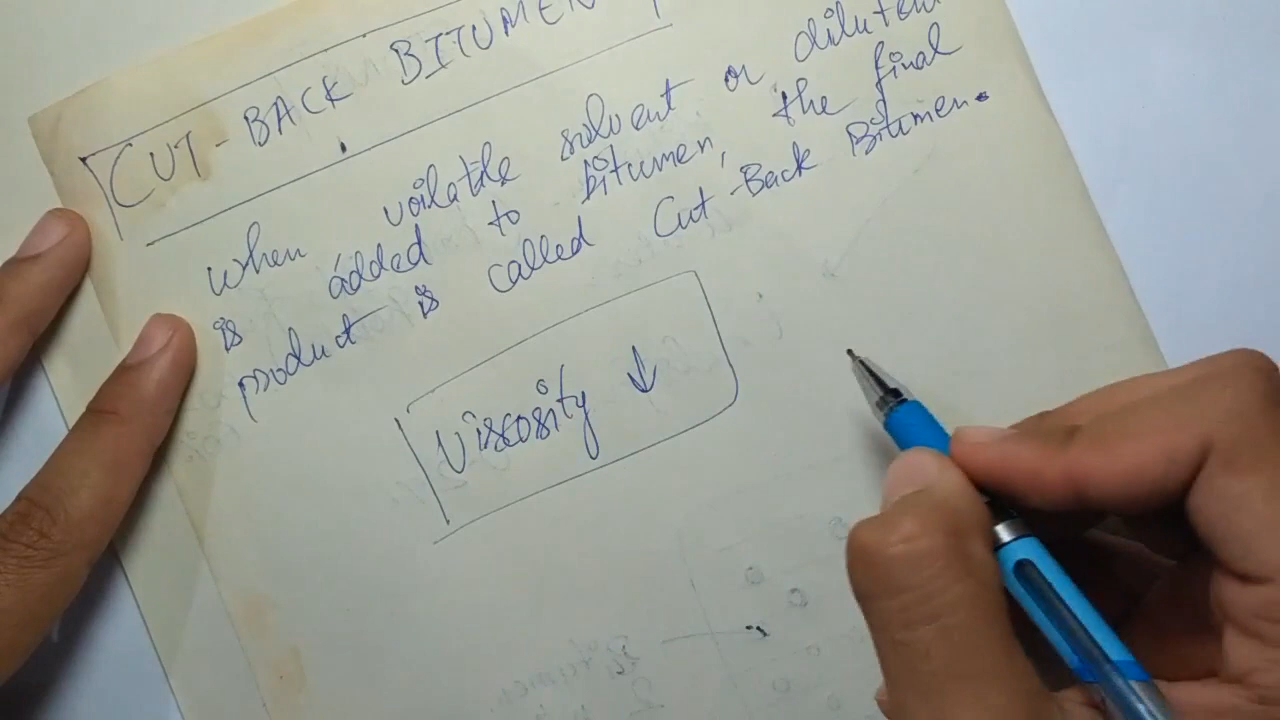 CUT-BACK BITUMEN
When voilatile solvent or diluten
is added to bitumen, the final
product is called Cut-Back Bitumen.
Viscosity ↓